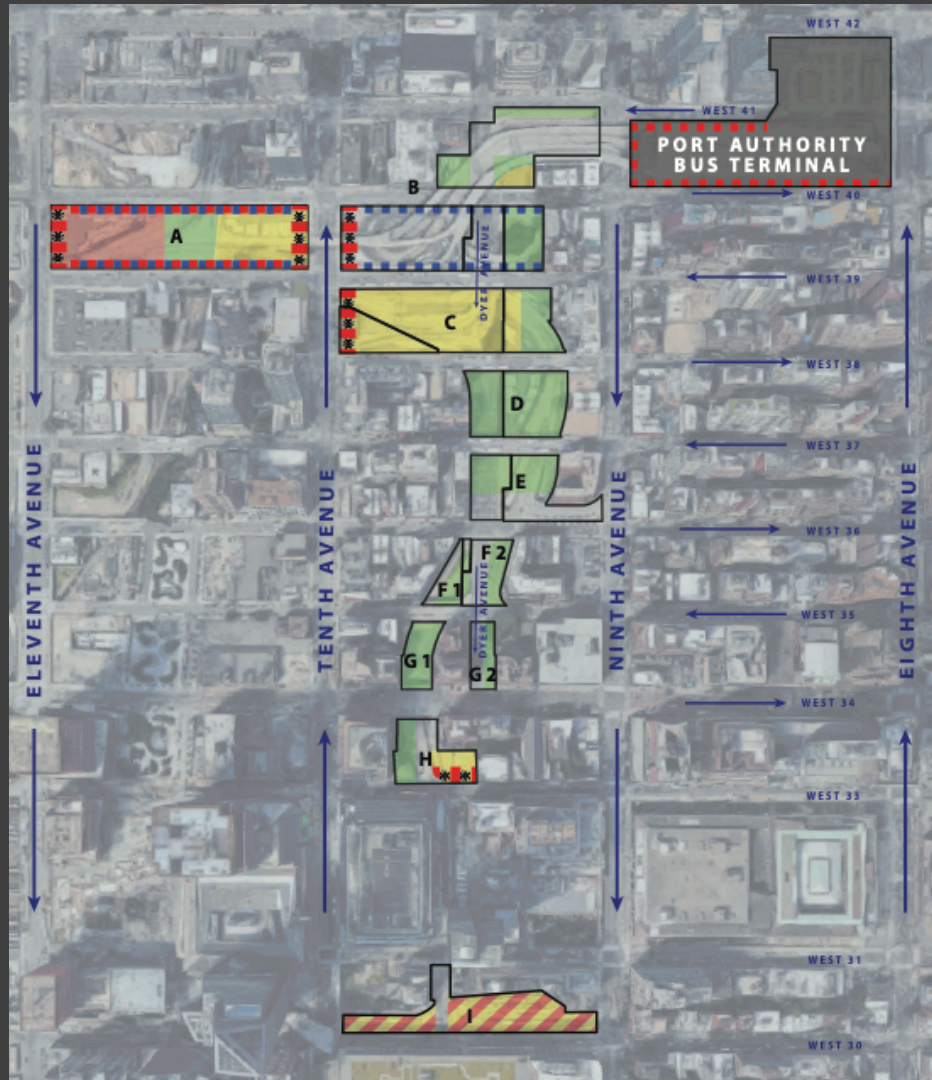 WEST 42
WEST 41
PORT AUTHORITY
BUS TERMINAL
B
WEST 40
A
DYER AVENUE
WEST 39
C
WEST 38
D
WEST 37
E
ELEVENTH AVENUE
TENTH AVENUE
NINTH AVENUE
EIGHTH AVENUE
WEST 36
F 2
F 1
DYER AVENUE
WEST 35
G 1
G 2
WEST 34
H
WEST 33
WEST 31
I
WEST 30